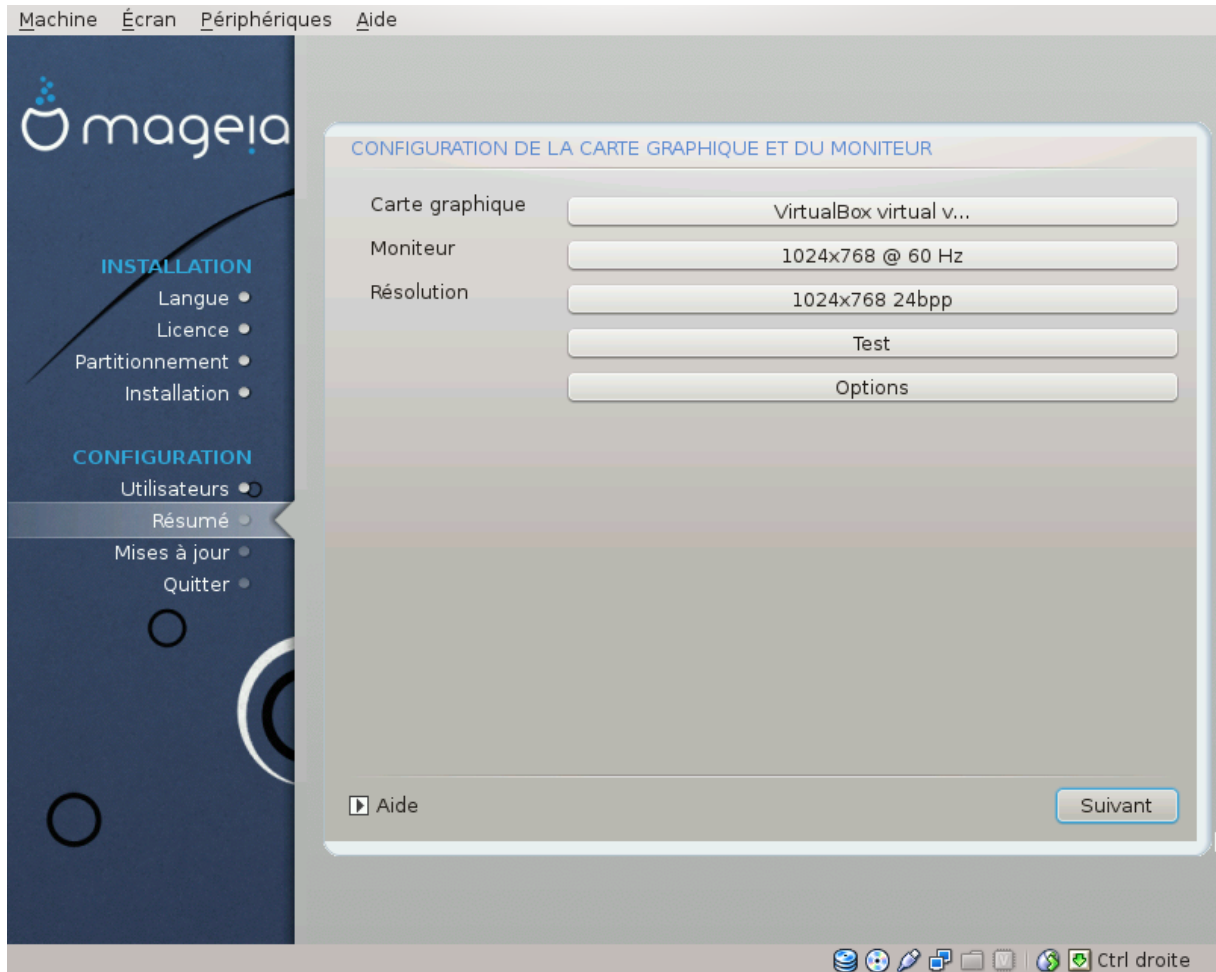 Machine Écran Périphériques Aide
mageia
INSTALLATION
Langue
Licence
Partitionnement
Installation
CONFIGURATION
Utilisateurs
Résumé
Mises à jour
Quitter
CONFIGURATION DE LA CARTE GRAPHIQUE ET DU MONITEUR
Carte graphique VirtualBox virtual v...
Moniteur 1024x768 @ 60 Hz
Résolution 1024x768 24bpp
Test
Options
Aide Suivant
Ctrl droite